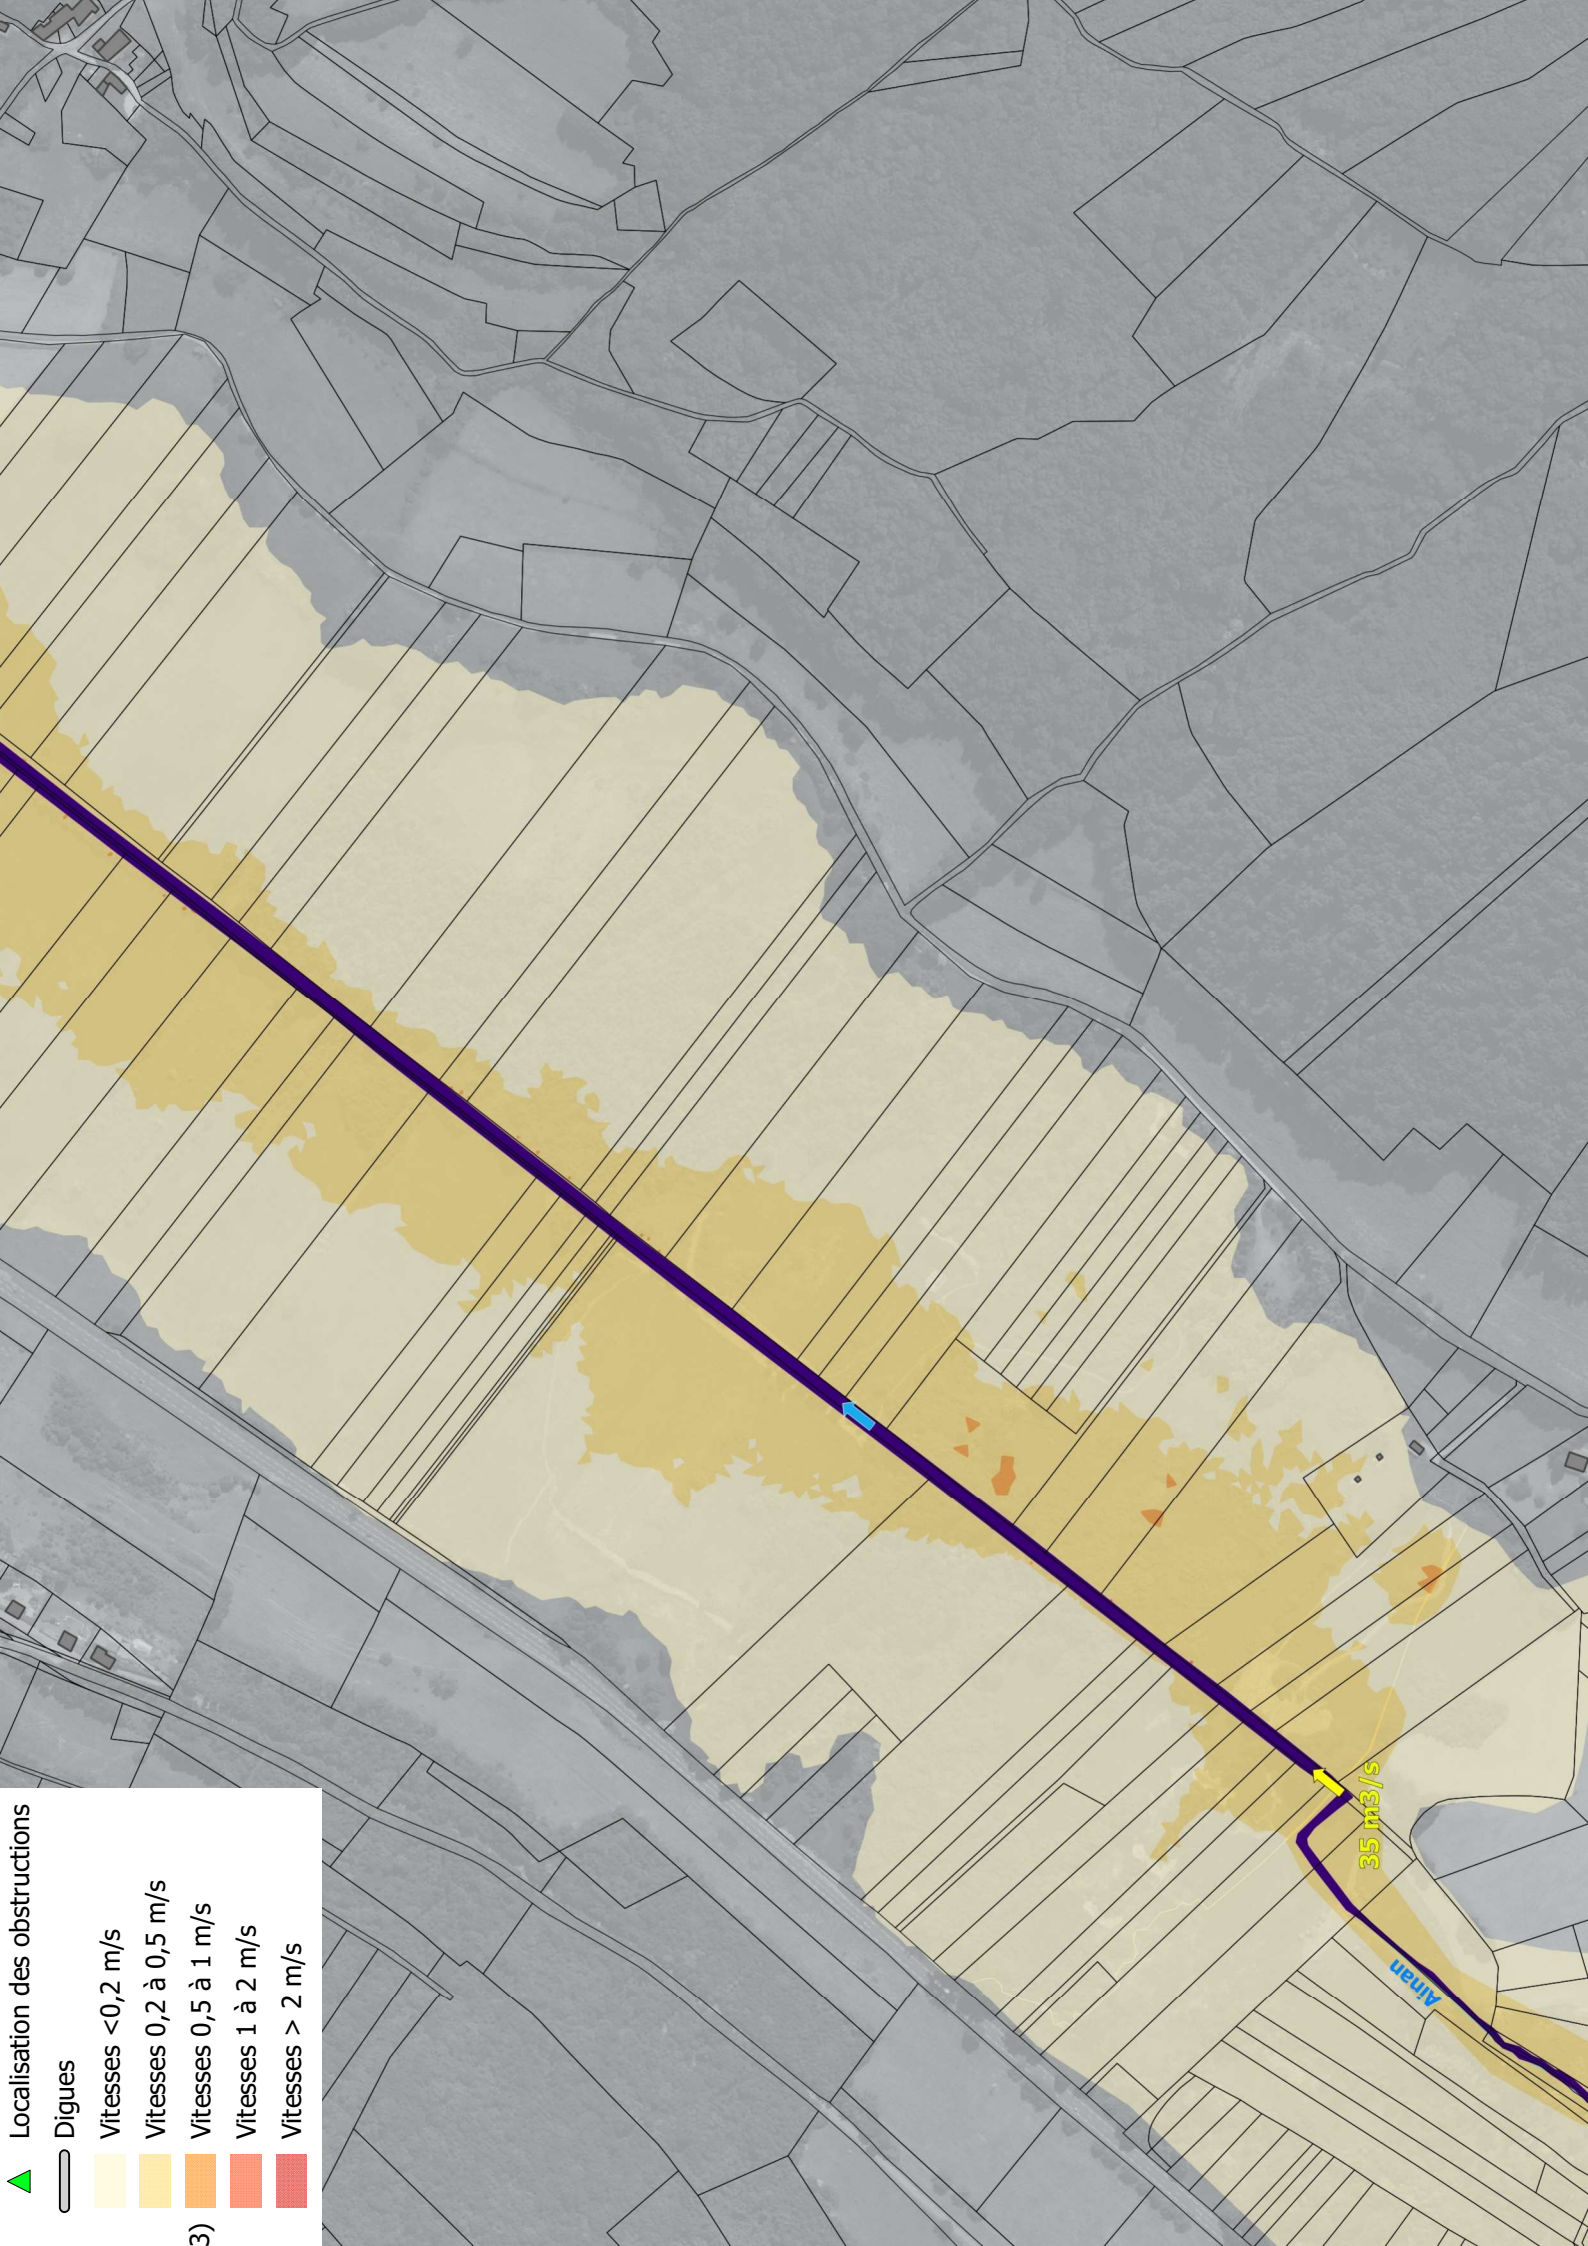 Localisation des obstructions
Digues
Vitesses <0,2 m/s
Vitesses 0,2 à 0,5 m/s
Vitesses 0,5 à 1 m/s
Vitesses 1 à 2 m/s
Vitesses > 2 m/s
3)
35 m3/s
Ainan